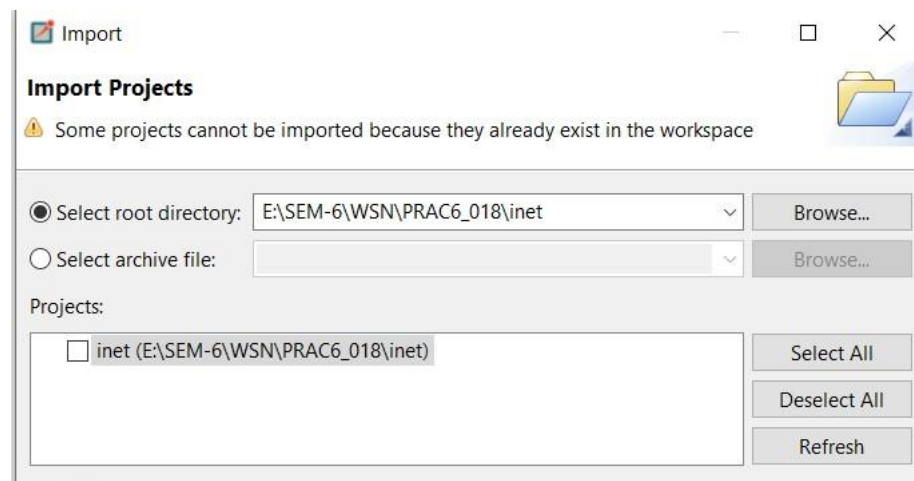 Import
Import Projects
Some projects cannot be imported because they already exist in the workspace
Select root directory: E:\SEM-6\WSN\PRAC6_018\inet Browse...
Select archive file: Browse...
Projects:
inet (E:\SEM-6\WSN\PRAC6_018\inet) Select All
Deselect All
Refresh